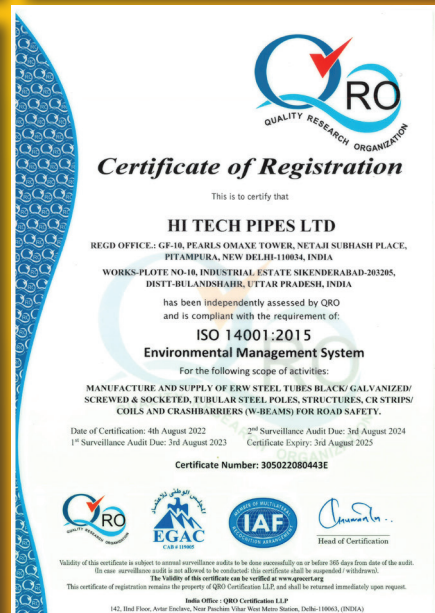 QRO
QUALITY RESEARCH ORGANIZATION
Certificate of Registration
This is to certify that
HI TECH PIPES LTD
REGD OFFICE.: GF-10, PEARLS OMAXE TOWER, NETAJI SUBHASH PLACE,
PITAMPURA, NEW DELHI-110034, INDIA
WORKS-PLOTE NO-10, INDUSTRIAL ESTATE SIKENDERABAD-203205,
DISTT-BULANDSHAHR, UTTAR PRADESH, INDIA
has been independently assessed by QRO
and is compliant with the requirement of:
ISO 14001:2015
Environmental Management System
For the following scope of activities:
MANUFACTURE AND SUPPLY OF ERW STEEL TUBES BLACK/ GALVANIZED/
SCREWED & SOCKETED, TUBULAR STEEL POLES, STRUCTURES, CR STRIPS/
COILS AND CRASHBARRIERS (W-BEAMS) FOR ROAD SAFETY.
Date of Certification: 4th August 2022 2nd Surveillance Audit Due: 3rd August 2024
1st Surveillance Audit Due: 3rd August 2023 Certificate Expiry: 3rd August 2025
Certificate Number: 305022080443E
QRO
QUALITY RESEARCH ORGANIZATION
EGAC
CAB # 119005
MEMBER OF MULTILATERAL
IAF
RECOGNITION ARRANGEMENT
Head of Certification
Validity of this certificate is subject to annual surveillance audits to be done successfully on or before 365 days from date of the audit.
(In case surveillance audit is not allowed to be conducted; this certificate shall be suspended / withdrawn).
The Validity of this certificate can be verified at www.qrocert.org
This certificate of registration remains the property of QRO Certification LLP, and shall be returned immediately upon request.
India Office : QRO Certification LLP
142, IInd Floor, Avtar Enclave, Near Paschim Vihar West Metro Station, Delhi-110063, (INDIA)